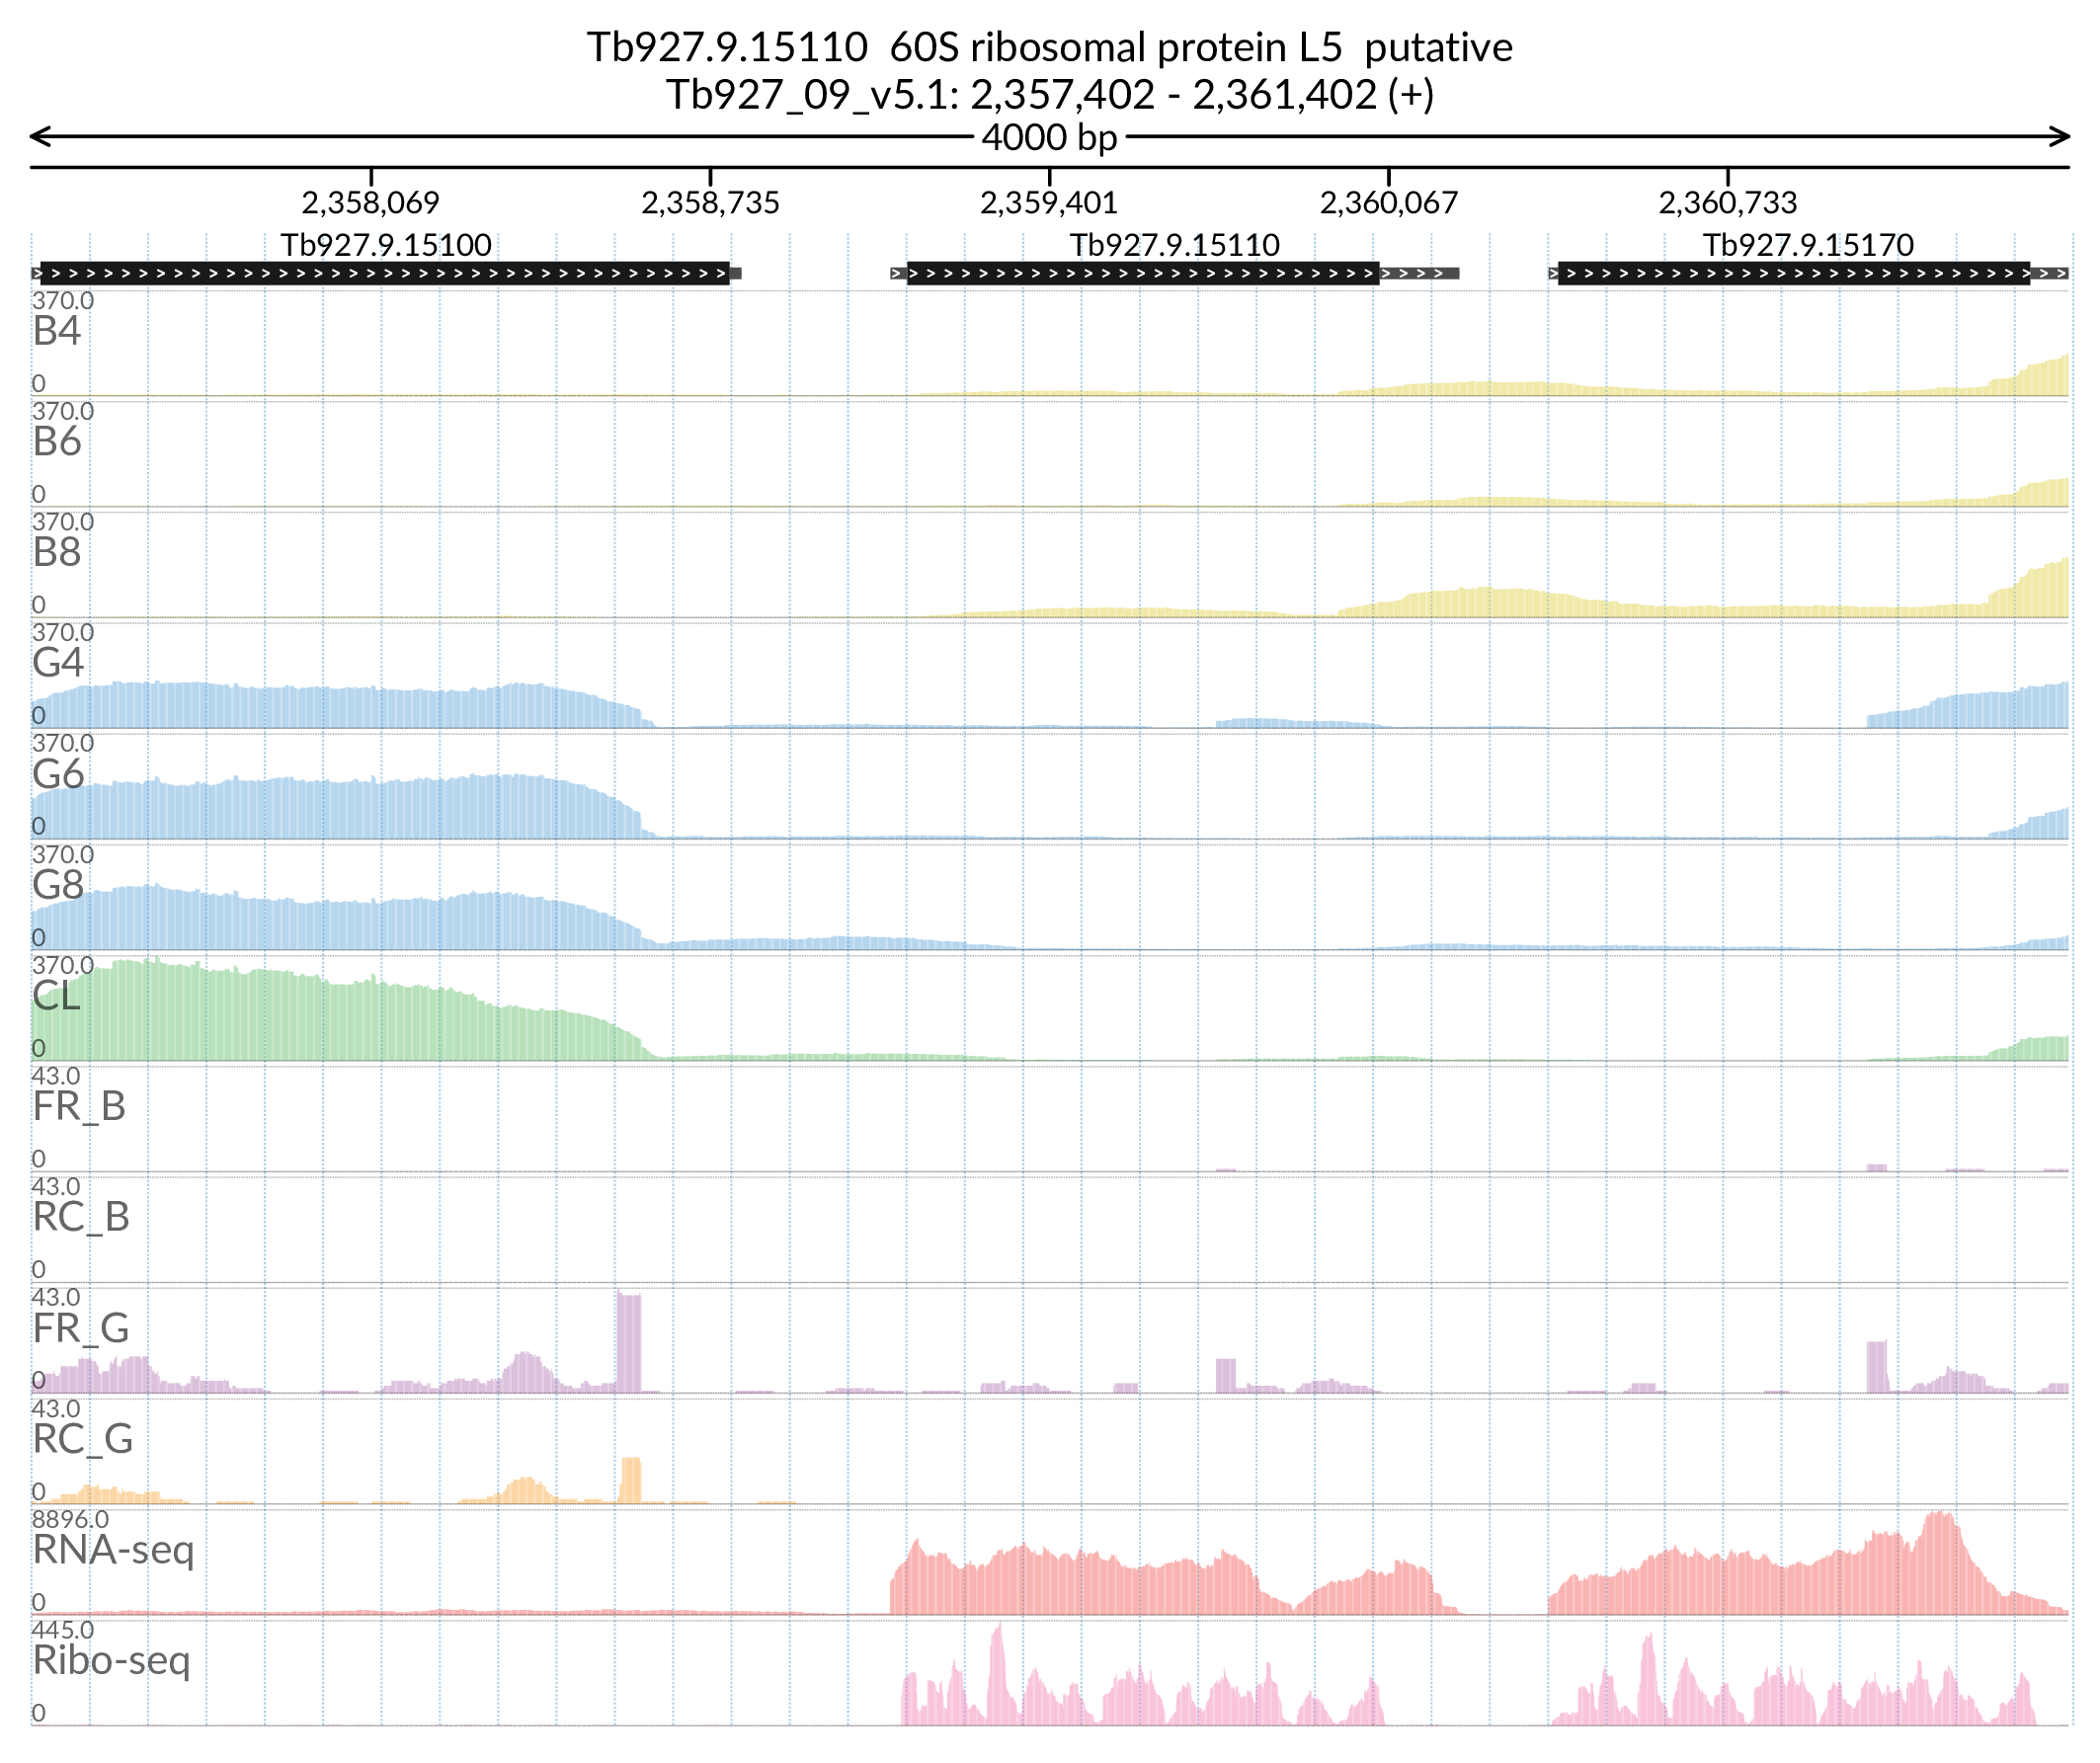 Tb927.9.15110 60S ribosomal protein L5 putative
Tb927_09_v5.1: 2,357,402 - 2,361,402 (+)
4000 bp
2,358,069 2,358,735 2,359,401 2,360,067 2,360,733
Tb927.9.15100 Tb927.9.15110 Tb927.9.15170
370.0
B4
0
370.0
B6
0
370.0
B8
0
370.0
G4
0
370.0
G6
0
370.0
G8
0
370.0
CL
0
43.0
FR_B
0
43.0
RC_B
0
43.0
FR_G
0
43.0
RC_G
0
8896.0
RNA-seq
0
445.0
Ribo-seq
0